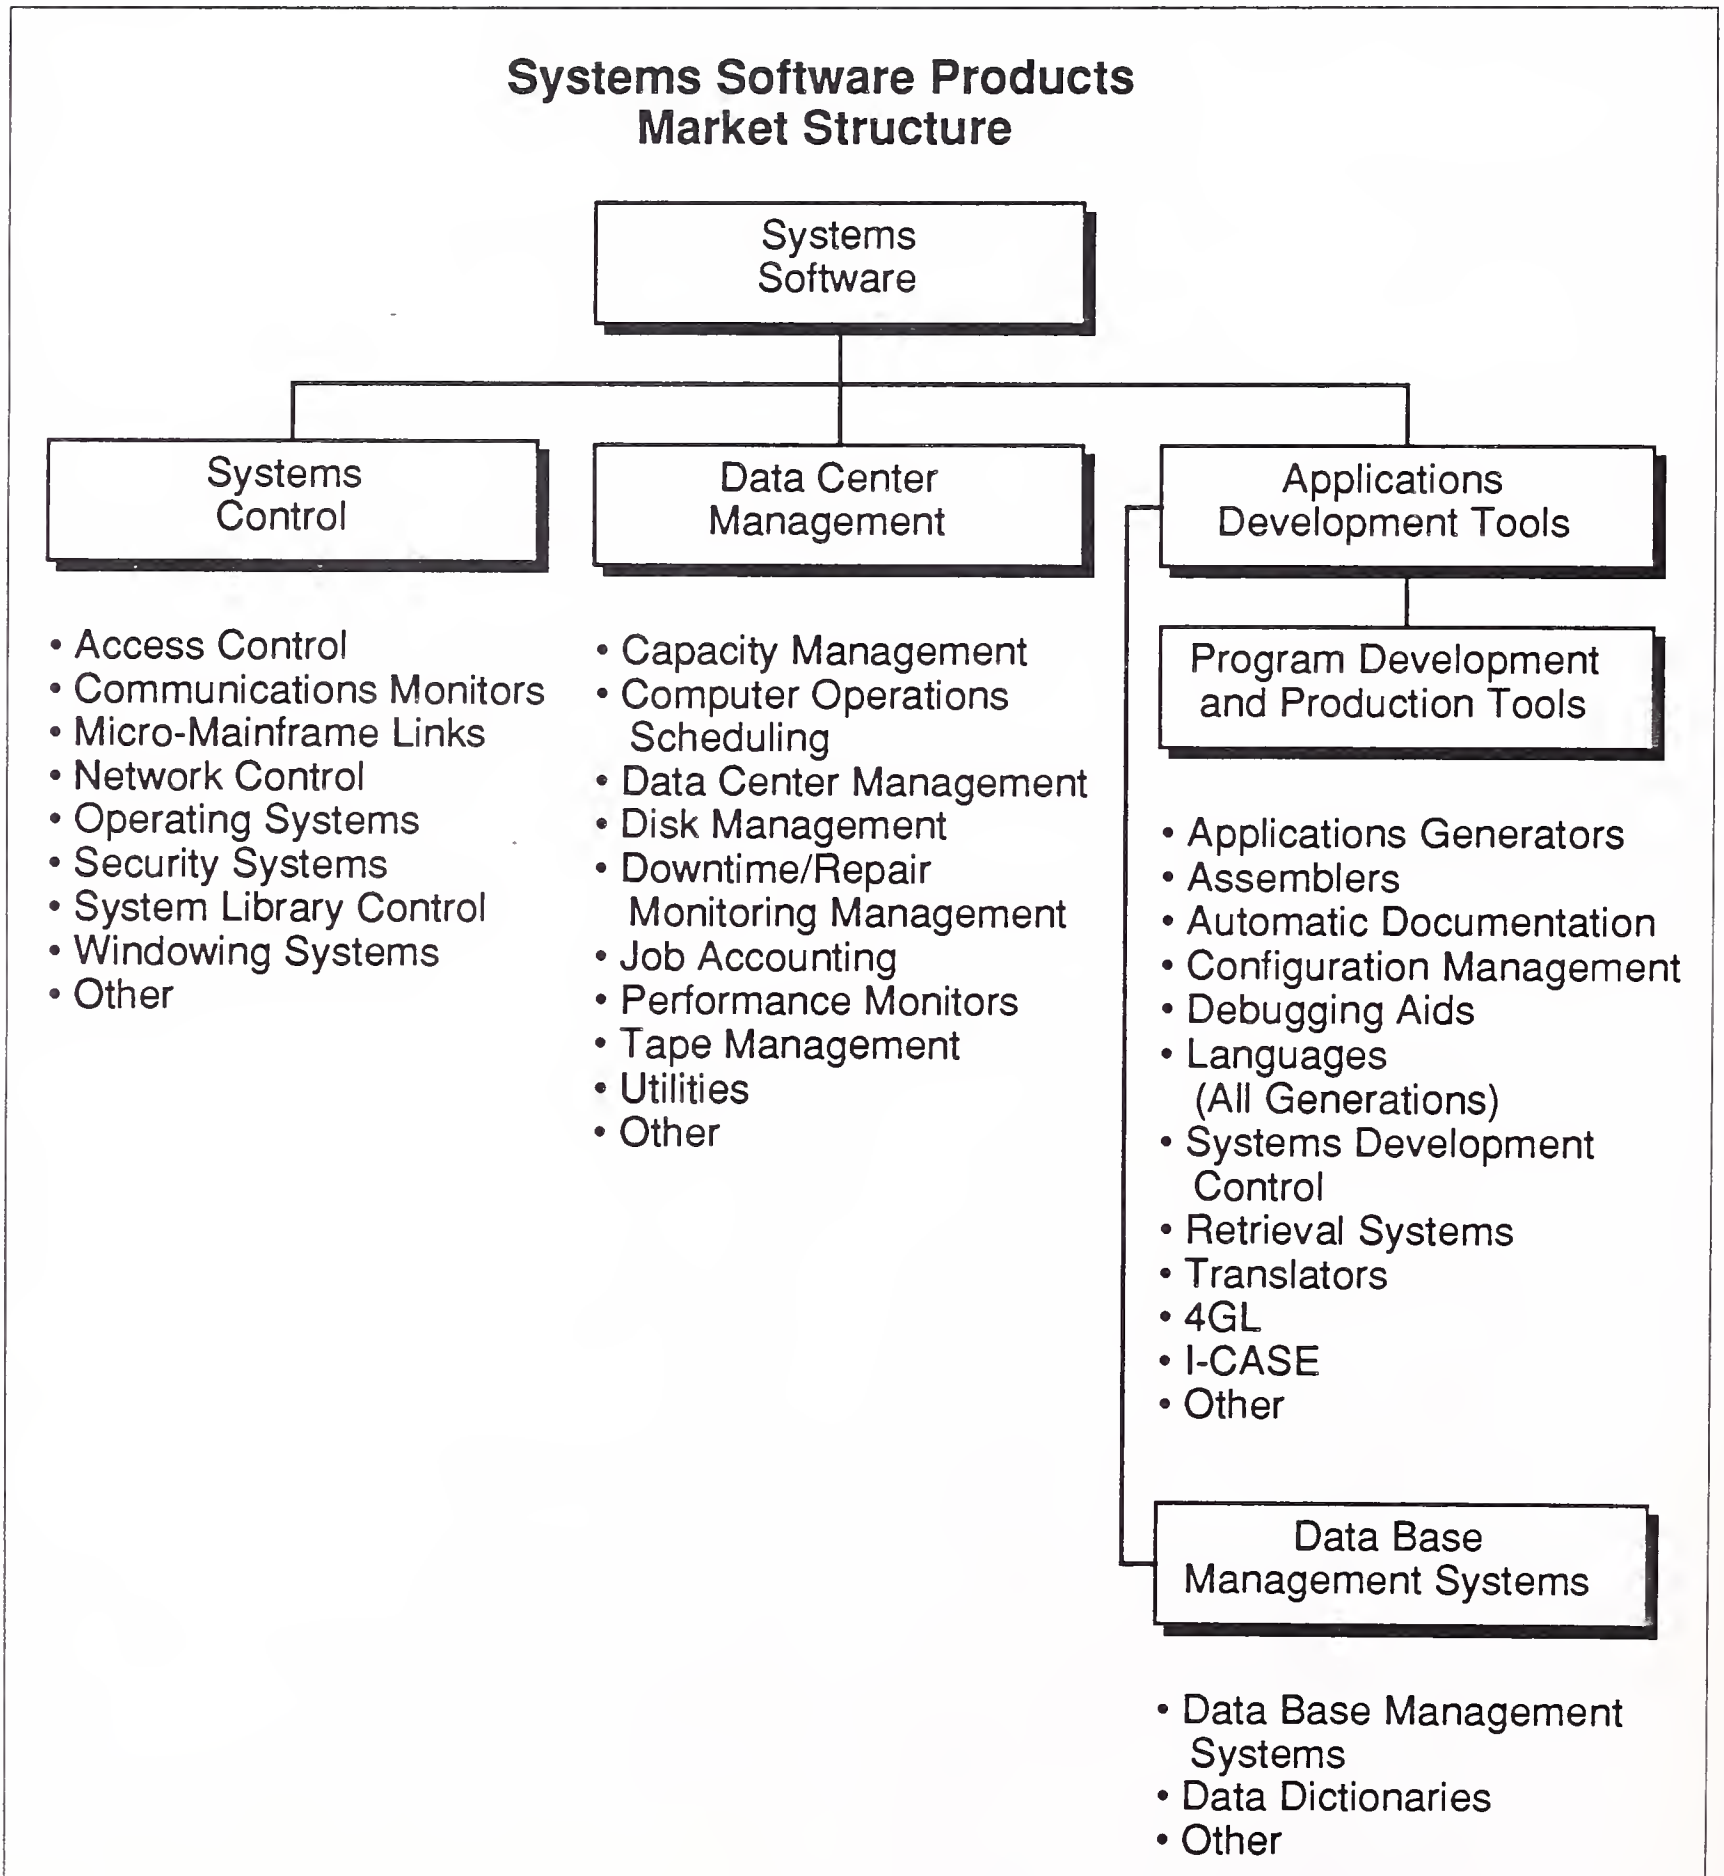 Systems Software Products
Market Structure
Systems
Software
Systems
Control
• Access Control
• Communications Monitors
• Micro-Mainframe Links
• Network Control
• Operating Systems
• Security Systems
• System Library Control
• Windowing Systems
• Other
Data Center
Management
• Capacity Management
• Computer Operations
Scheduling
• Data Center Management
• Disk Management
• Downtime/Repair
Monitoring Management
• Job Accounting
• Performance Monitors
• Tape Management
• Utilities
• Other
Applications
Development Tools
Program Development
and Production Tools
• Applications Generators
• Assemblers
• Automatic Documentation
• Configuration Management
• Debugging Aids
• Languages
(All Generations)
• Systems Development
Control
• Retrieval Systems
• Translators
• 4GL
• I-CASE
• Other
Data Base
Management Systems
• Data Base Management
Systems
• Data Dictionaries
• Other